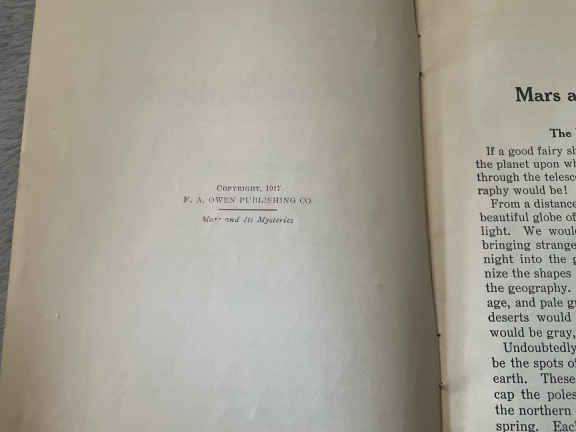 COPYRIGHT, 1917
F. A. OWEN PUBLISHING CO.
Mars and Its Mysteries
Mars a
The
If a good fairy sh
the planet upon wh
through the telesc
raphy would be!
From a distance
beautiful globe of
light. We woul
bringing strange
night into the g
nize the shapes
the geography.
age, and pale g
deserts would
would be gray,
Undoubtedly
be the spots of
earth. These
cap the poles
the northern
spring. Eac